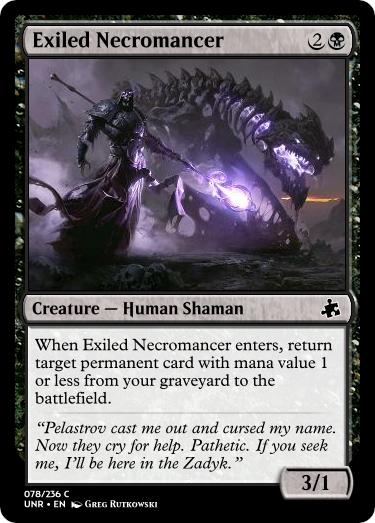 Exiled Necromancer 2
Creature — Human Shaman
When Exiled Necromancer enters, return
target permanent card with mana value 1
or less from your graveyard to the
battlefield.
“Pelastrov cast me out and cursed my name.
Now they cry for help. Pathetic. If you seek
me, I’ll be here in the Zadyk.”
3/1
078/236 C
UNR • EN Greg Rutkowski